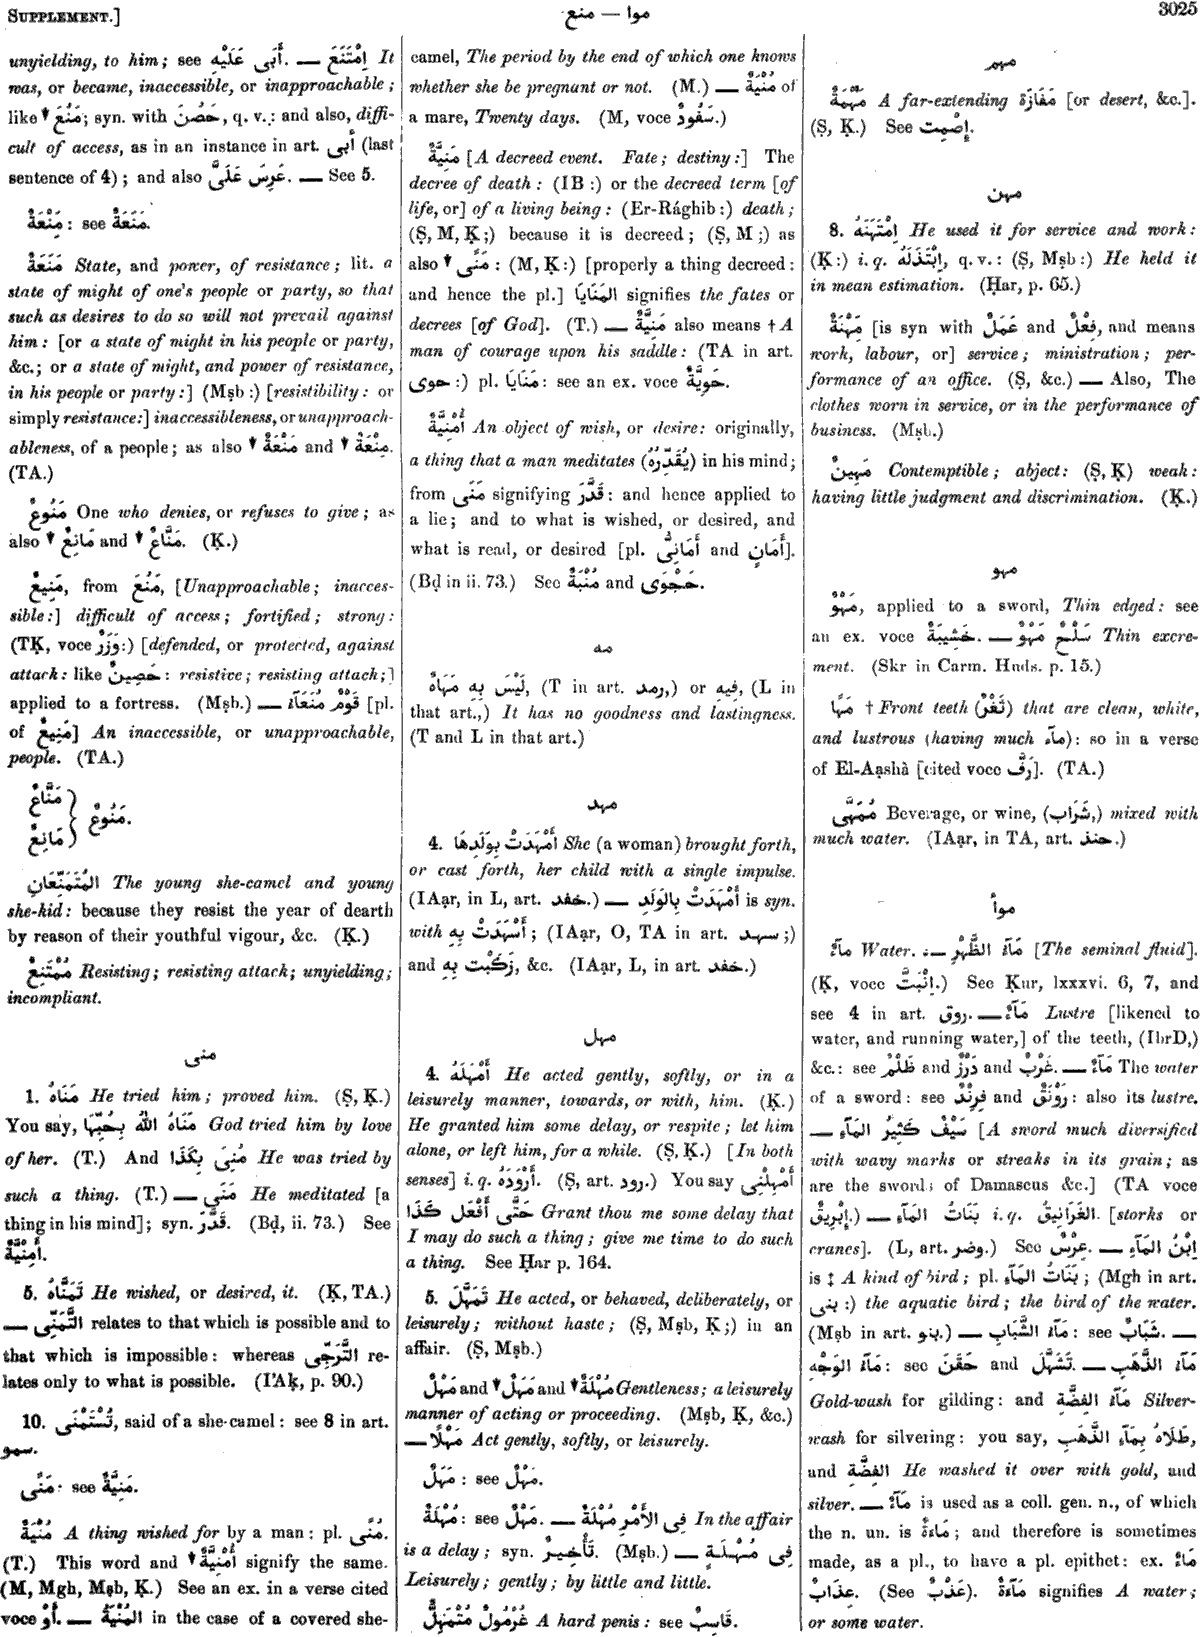 SUPPLEMENT.]
منع — موا
3025
unyielding, to him; see أَبَى عَلَيْهِ. — اِمْتَنَعَ It
was, or became, inaccessible, or inapproachable;
like ▼ مَنُعَ; syn. with حَصُنَ, q. v.: and also, diffi-
cult of access, as in an instance in art. أبى (last
sentence of 4); and also عَرِسَ عَلَىَّ. — See 5.
مَنْعَةٌ: see مَنَعَةٌ.
مَنَعَةٌ State, and power, of resistance; lit. a
state of might of one's people or party, so that
such as desires to do so will not prevail against
him: [or a state of might in his people or party,
&c.; or a state of might, and power of resistance,
in his people or party:] (Mṣb:) [resistibility: or
simply resistance:] inaccessibleness, or unapproach-
ableness, of a people; as also ▼ مَنْعَةٌ and ▼ مِنْعَةٌ.
(TA.)
مَنُوعٌ One who denies, or refuses to give; as
also ▼ مَانِعٌ and ▼ مَنَّاعٌ. (Ḳ.)
مَنِيعٌ, from مَنُعَ, [Unapproachable; inacces-
sible:] difficult of access; fortified; strong:
(TḲ, voce وَزَرٌ:) [defended, or protected, against
attack: like حَصِينٌ: resistive; resisting attack;]
applied to a fortress. (Mṣb.) — قَوْمٌ مُنَعَآءُ [pl.
of مَنِيعٌ] An inaccessible, or unapproachable,
people. (TA.)
مَنَّاعٌ
مَانِعٌ } مَنُوعٌ.
المُتَمَنِّعَانِ The young she-camel and young
she-kid: because they resist the year of dearth
by reason of their youthful vigour, &c. (Ḳ.)
مُمْتَنِعٌ Resisting; resisting attack; unyielding;
incompliant.
منى
1. مَنَاهُ He tried him; proved him. (Ṣ, Ḳ.)
You say, مَنَاهُ اللّٰهُ بِحُبِّهَا God tried him by love
of her. (T.) And مُنِىَ بِكَذَا He was tried by
such a thing. (T.) — مَنَى He meditated [a
thing in his mind]; syn. قَدَّرَ. (Bḍ, ii. 73.) See
أُمْنِيَّةٌ.
5. تَمَنَّاهُ He wished, or desired, it. (Ḳ, TA.)
— التَّمَنِّى relates to that which is possible and to
that which is impossible: whereas التَّرَجِّى re-
lates only to what is possible. (I'Aḳ, p. 90.)
10. تُسْتَمْنَى, said of a she-camel: see 8 in art.
سمو.
مَنًى: see مَنِيَّةٌ.
مُنْيَةٌ A thing wished for by a man: pl. مُنًى.
(T.) This word and ▼ أُمْنِيَّةٌ signify the same.
(M, Mgh, Mṣb, Ḳ.) See an ex. in a verse cited
voce أَوْ. — المُنْيَةُ in the case of a covered she-
camel, The period by the end of which one knows
whether she be pregnant or not. (M.) — مُنْيَةٌ of
a mare, Twenty days. (M, voce سَفُودٌ.)
مَنِيَّةٌ [A decreed event. Fate; destiny:] The
decree of death: (IB:) or the decreed term [of
life, or] of a living being: (Er-Rághib:) death;
(Ṣ, M, Ḳ;) because it is decreed; (Ṣ, M;) as
also ▼ مَنًى: (M, Ḳ:) [properly a thing decreed:
and hence the pl.] المَنَايَا signifies the fates or
decrees [of God]. (T.) — مَنِيَّةٌ also means † A
man of courage upon his saddle: (TA in art.
حوى:) pl. مَنَايَا: see an ex. voce حَوِيَّةٌ.
أُمْنِيَّةٌ An object of wish, or desire: originally,
a thing that a man meditates (يُقَدِّرُهُ) in his mind;
from مَنَى signifying قَدَّرَ: and hence applied to
a lie; and to what is wished, or desired, and
what is read, or desired [pl. أَمَانِىُّ and أَمَانٍ].
(Bḍ in ii. 73.) See مُنْيَةٌ and حَجْوَى.
مه
لَيْسَ بِهِ مَهَاهٌ, (T in art. رمد,) or فِيهِ, (L in
that art.,) It has no goodness and lastingness.
(T and L in that art.)
مهد
4. أَمْهَدَتْ بِوَلَدِهَا She (a woman) brought forth,
or cast forth, her child with a single impulse.
(IAạr, in L, art. خفد.) — أَمْهَدَتْ بِالوَلَدِ is syn.
with أَسْهَدَتْ بِهِ; (IAạr, O, TA in art. سهد;)
and زَكَبْت بِهِ, &c. (IAạr, L, in art. خفد.)
مهل
4. أَمْهَلَهُ He acted gently, softly, or in a
leisurely manner, towards, or with, him. (Ḳ.)
He granted him some delay, or respite; let him
alone, or left him, for a while. (Ṣ, Ḳ.) [In both
senses] i. q. أَرْوَدَهُ. (Ṣ, art. رود.) You say أَمْهِلْنِى
حَتَّى أَفْعَل كَذَا Grant thou me some delay that
I may do such a thing; give me time to do such
a thing. See Ḥar p. 164.
5. تَمَهَّلَ He acted, or behaved, deliberately, or
leisurely; without haste; (Ṣ, Mṣb, Ḳ;) in an
affair. (Ṣ, Mṣb.)
مَهْلٌ and ▼ مَهَلٌ and ▼ مُهْلَةٌ Gentleness; a leisurely
manner of acting or proceeding. (Mṣb, Ḳ, &c.)
— مَهْلًا Act gently, softly, or leisurely.
مَهَلٌ: see مَهْلٌ.
مُهْلَةٌ: see مَهْلٌ. — فِى الأَمْرِ مُهْلَةٌ In the affair
is a delay; syn. تَأْخِيرٌ. (Mṣb.) — فِى مُهْلَةٍ
Leisurely; gently; by little and little.
غُرْمُولٌ مُتْمَهِلٌّ A hard penis: see قَاسِبٌ.
مهم
مَهْمَهَةٌ A far-extending مَفَازَة [or desert, &c.].
(Ṣ, Ḳ.) See إِصْمِت.
مهن
8. اِمْتَهَنَهُ He used it for service and work:
(Ḳ:) i. q. اِبْتَذَلَهُ, q. v.: (Ṣ, Mṣb:) He held it
in mean estimation. (Ḥar, p. 65.)
مَهْنَةٌ [is syn with عَمَلٌ and فِعْلٌ, and means
work, labour, or] service; ministration; per-
formance of an office. (Ṣ, &c.) — Also, The
clothes worn in service, or in the performance of
business. (Mṣb.)
مَهِينٌ Contemptible; abject: (Ṣ, Ḳ) weak:
having little judgment and discrimination. (Ḳ.)
مهو
مَهْوٌ, applied to a sword, Thin edged: see
an ex. voce خَشِيبَةٌ. — سَلْحٌ مَهْوٌ Thin excre-
ment. (Skr in Carm. Huds. p. 15.)
مَهًا † Front teeth (ثَغْرٌ) that are clean, white,
and lustrous (having much مَآء): so in a verse
of El-Aạshà [cited voce رَفَّ]. (TA.)
مُمَهًّى Beverage, or wine, (شَرَاب,) mixed with
much water. (IAạr, in TA, art. حنذ.)
موأ
مَآءٌ Water. — مَآءُ الظَّهْرِ [The seminal fluid].
(Ḳ, voce اِنْبَتَّ.) See Ḳur, lxxxvi. 6, 7, and
see 4 in art. روق. — مَآءٌ Lustre [likened to
water, and running water,] of the teeth, (IbrD,)
&c.: see ظَلْمٌ and دَرْزٌ and غَرْبٌ. — مَآءٌ The water
of a sword: see فِرِنْدٌ and رَوْنَقٌ: also its lustre.
— سَيْفٌ كَثِيرُ المَآءِ [A sword much diversified
with wavy marks or streaks in its grain; as
are the swords of Damascus &c.] (TA voce
إِبْرِيقٌ.) — بَنَاتُ المَآءِ i. q. الغَرَانِيقُ. [storks or
cranes]. (L, art. وضر.) See عِرْسٌ. — اِبْنُ المَآءِ
is ‡ A kind of bird; pl. بَنَاتُ المَآءِ; (Mgh in art.
بنى:) the aquatic bird; the bird of the water.
(Mṣb in art. بنو.) — مَآءُ الشَّبَابِ: see شَبَابٌ. —
مَآءُ الوَجْهِ: see حَقَنَ and تَشَهَّلَ. — مَآءُ الذَّهَبِ
Gold-wash for gilding: and مَآءُ الفِضَّةِ Silver-
wash for silvering: you say, طَلَاهُ بِمَآءِ الذَّهَبِ,
and الفِضَّةِ He washed it over with gold, and
silver. — مَآءٌ is used as a coll. gen. n., of which
the n. un. is مَاءَةٌ; and therefore is sometimes
made, as a pl., to have a pl. epithet: ex. مَآءٌ
عِذَابٌ. (See عَذْبٌ). مَآءَةٌ signifies A water;
or some water.